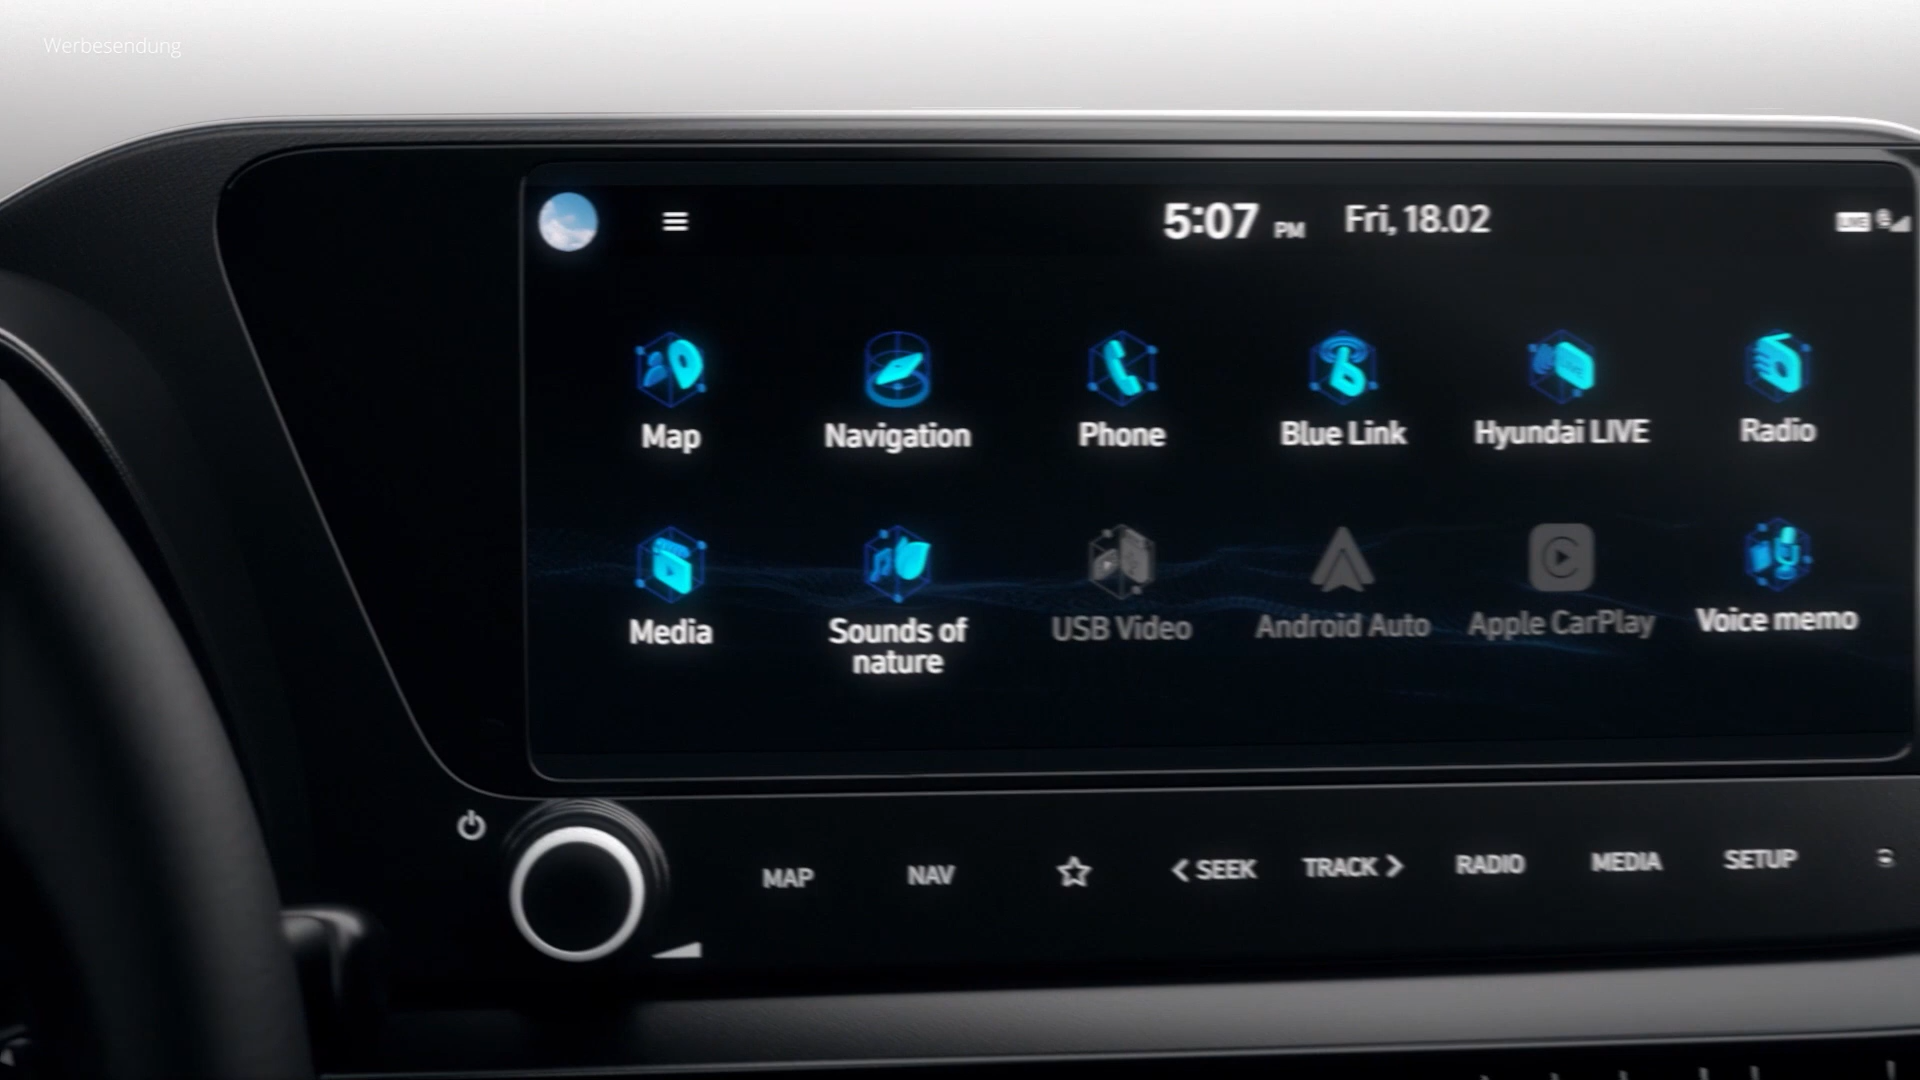 Werbesendung
5:07 PM Fri, 18.02
Map Navigation Phone Blue Link Hyundai LIVE Radio
Media Sounds of nature USB Video Android Auto Apple CarPlay Voice memo
MAP NAV < SEEK TRACK > RADIO MEDIA SETUP